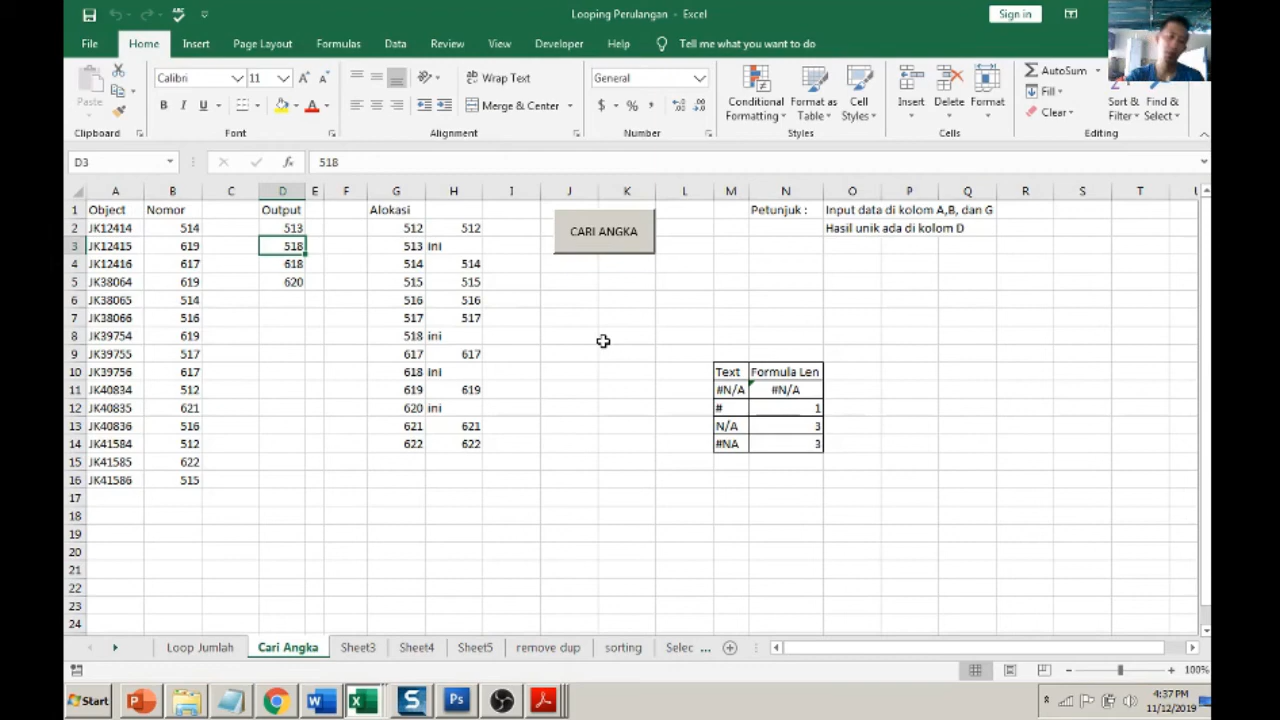 Looping Perulangan - Excel
Sign in
File Home Insert Page Layout Formulas Data Review View Developer Help Tell me what you want to do
Paste
Calibri 11
Wrap Text
Merge & Center
General
Conditional Formatting
Format as Table
Cell Styles
Insert Delete Format
AutoSum
Fill
Clear
Sort & Filter
Find & Select
Clipboard Font Alignment Number Styles Cells Editing
D3 fx 518
A B C D E F G H I J K L M N O P Q R S T
1 Object Nomor Output Alokasi Petunjuk : Input data di kolom A,B, dan G
2 JK12414 514 513 512 512 Hasil unik ada di kolom D
CARI ANGKA
3 JK12415 619 518 513 ini
4 JK12416 617 618 514 514
5 JK38064 619 620 515 515
6 JK38065 514 516 516
7 JK38066 516 517 517
8 JK39754 619 518 ini
9 JK39755 517 617 617
10 JK39756 617 618 ini Text Formula Len
11 JK40834 512 619 619 #N/A #N/A
12 JK40835 621 620 ini # 1
13 JK40836 516 621 621 N/A 3
14 JK41584 512 622 622 #NA 3
15 JK41585 622
16 JK41586 515
17
18
19
20
21
22
23
24
Loop Jumlah Cari Angka Sheet3 Sheet4 Sheet5 remove dup sorting Selec ...
100%
Start
4:37 PM
11/12/2019